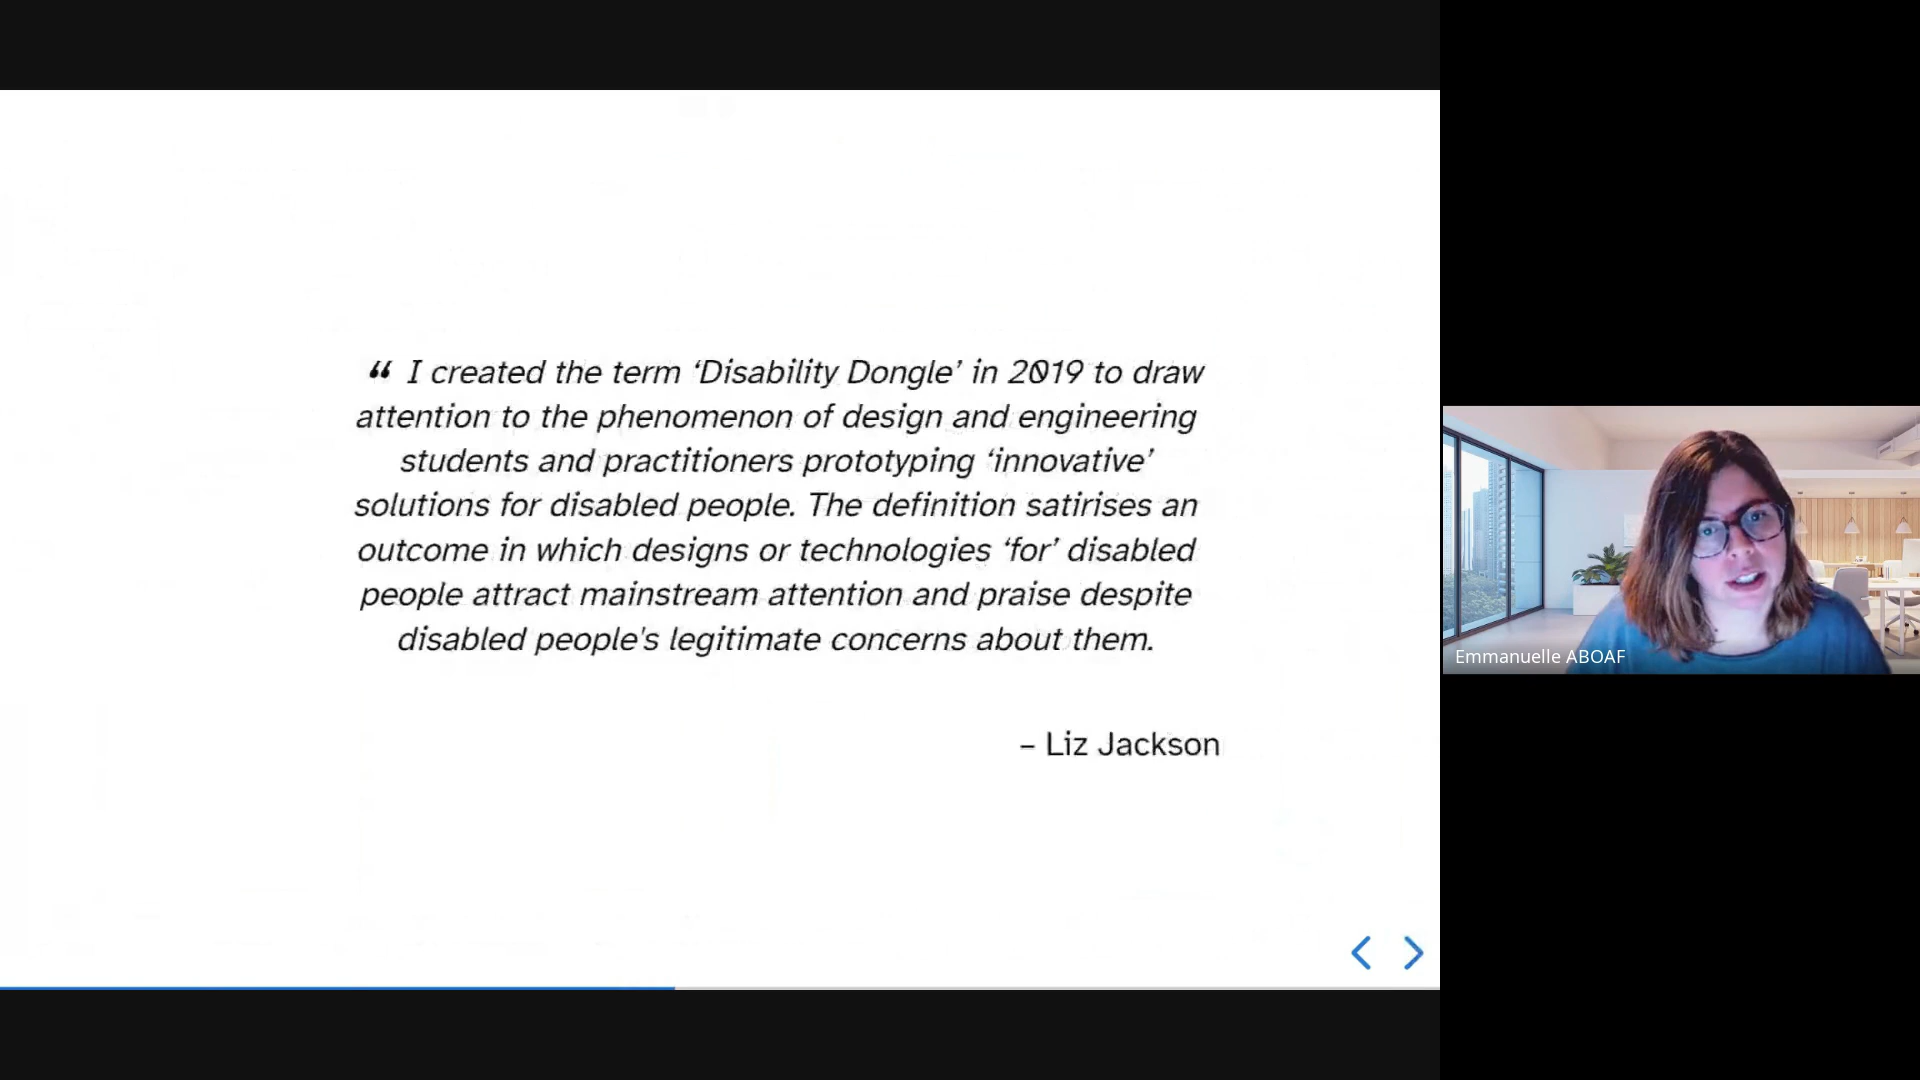 “ I created the term ‘Disability Dongle’ in 2019 to draw
attention to the phenomenon of design and engineering
students and practitioners prototyping ‘innovative’
solutions for disabled people. The definition satirises an
outcome in which designs or technologies ‘for’ disabled
people attract mainstream attention and praise despite
disabled people's legitimate concerns about them.
– Liz Jackson
Emmanuelle ABOAF